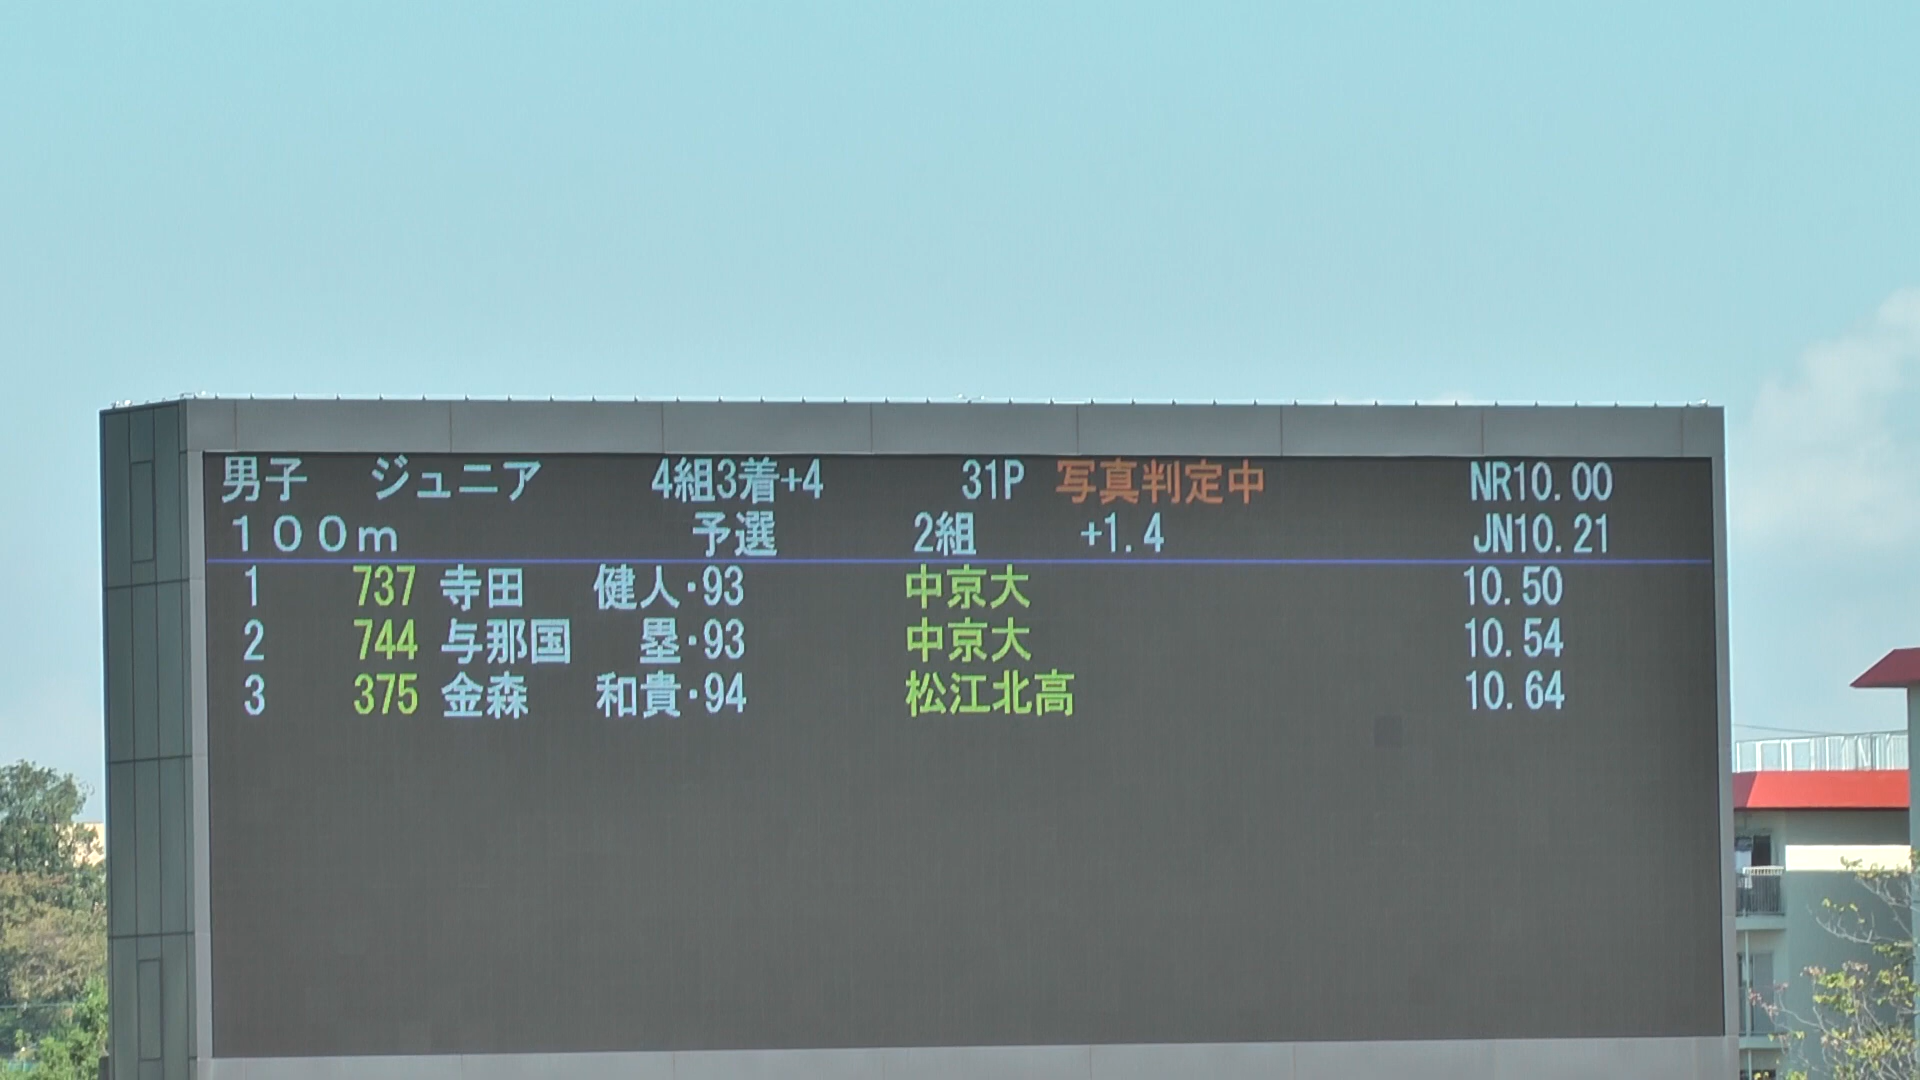 男子 ジュニア 4組3着+4 31P 写真判定中 NR10.00
100m 予選 2組 +1.4 JN10.21
1 737 寺田 健人・93 中京大 10.50
2 744 与那国 塁・93 中京大 10.54
3 375 金森 和貴・94 松江北高 10.64